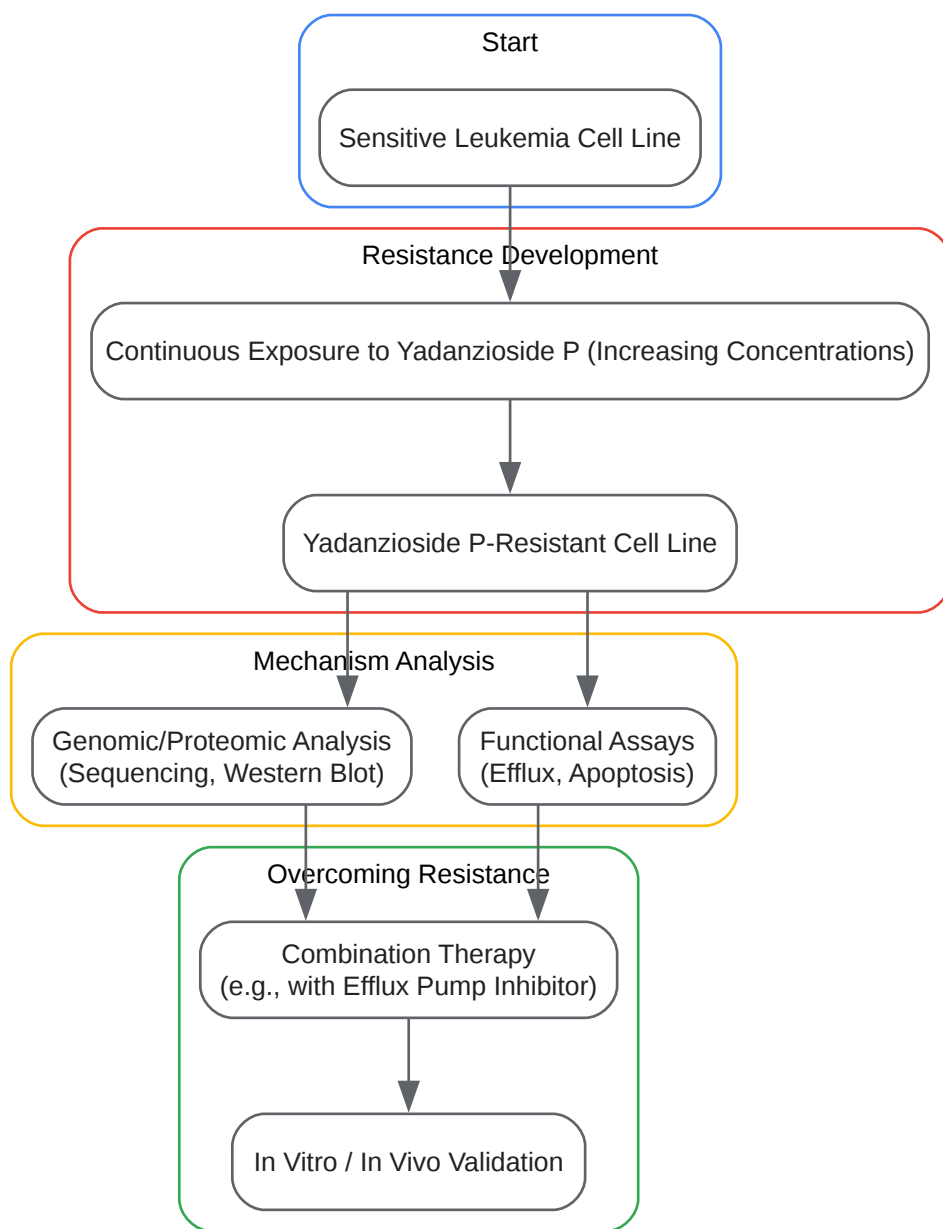 Start
Sensitive Leukemia Cell Line
Resistance Development
Continuous Exposure to Yadanzioside P (Increasing Concentrations)
Yadanzioside P-Resistant Cell Line
Mechanism Analysis
Genomic/Proteomic Analysis
(Sequencing, Western Blot)
Functional Assays
(Efflux, Apoptosis)
Overcoming Resistance
Combination Therapy
(e.g., with Efflux Pump Inhibitor)
In Vitro / In Vivo Validation